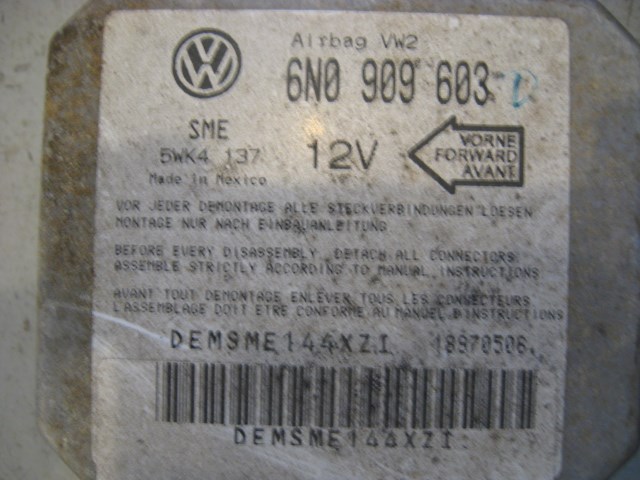 Airbag VW2
6N0 909 603 D
SME
5WK4 137
12V
Made in Mexico
VORNE
FORWARD
AVANT
VOR JEDER DEMONTAGE ALLE STECKVERBINDUNGEN LOESEN
MONTAGE NUR NACH EINBAUANLEITUNG
BEFORE EVERY DISASSEMBLY DETACH ALL CONNECTORS
ASSEMBLE STRICTLY ACCORDING TO MANUAL INSTRUCTIONS
AVANT TOUT DEMONTAGE ENLEVER TOUS LES CONNECTEURS
L'ASSEMBLAGE DOIT ETRE CONFORME AU MANUEL D'INSTRUCTIONS
DEMSME144XZI 18970506
DEMSME144XZI